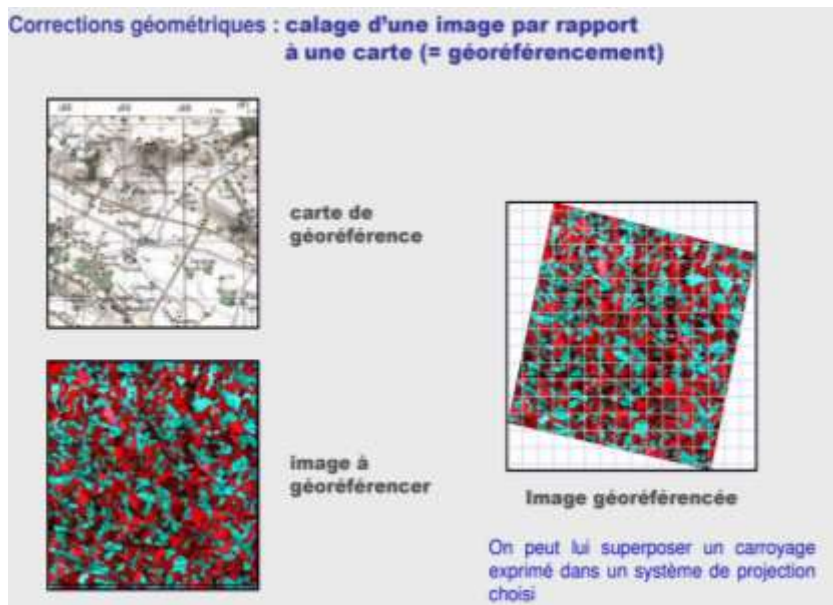 Corrections géométriques : calage d'une image par rapport
à une carte (= géoréférencement)
carte de
géoréférence
image à
géoréférencer
Image géoréférencée
On peut lui superposer un carroyage
exprimé dans un système de projection
choisi